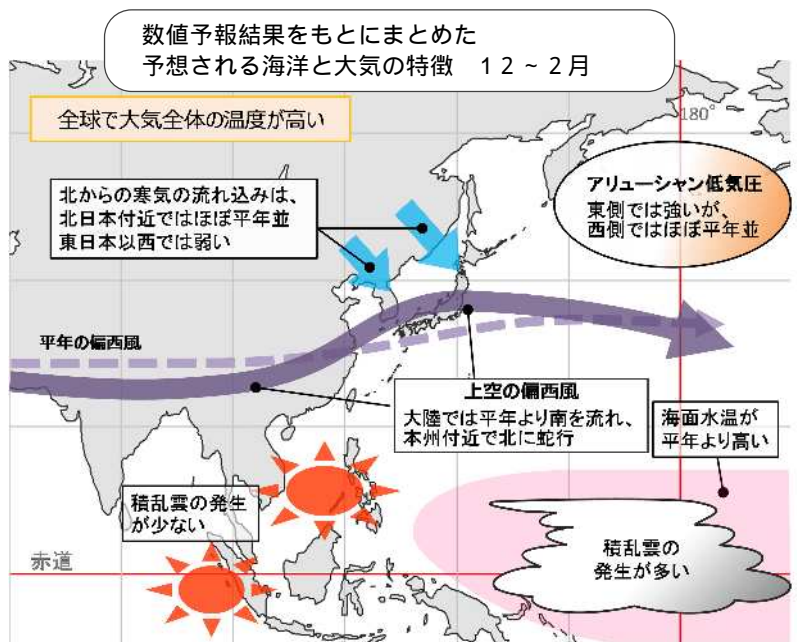 数値予報結果をもとにまとめた
予想される海洋と大気の特徴　１２～２月
全球で大気全体の温度が高い
180°
北からの寒気の流れ込みは、
北日本付近ではほぼ平年並
東日本以西では弱い
アリューシャン低気圧
東側では強いが、
西側ではほぼ平年並
平年の偏西風
上空の偏西風
大陸では平年より南を流れ、
本州付近で北に蛇行
海面水温が
平年より高い
積乱雲の発生
が少ない
積乱雲の
発生が多い
赤道